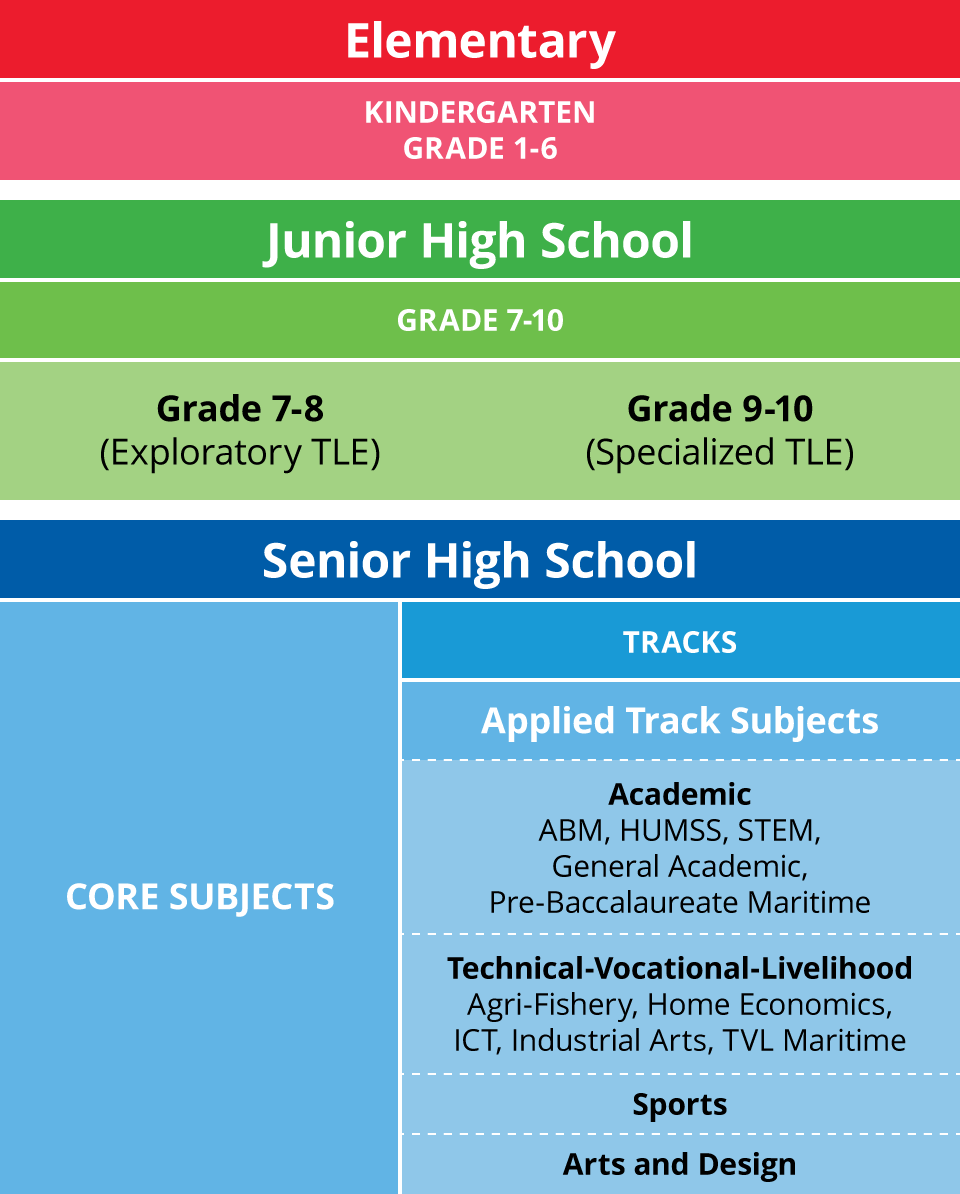 Elementary
KINDERGARTEN
GRADE 1-6
Junior High School
GRADE 7-10
Grade 7-8
(Exploratory TLE)
Grade 9-10
(Specialized TLE)
Senior High School
CORE SUBJECTS
TRACKS
Applied Track Subjects
Academic
ABM, HUMSS, STEM,
General Academic,
Pre-Baccalaureate Maritime
Technical-Vocational-Livelihood
Agri-Fishery, Home Economics,
ICT, Industrial Arts, TVL Maritime
Sports
Arts and Design